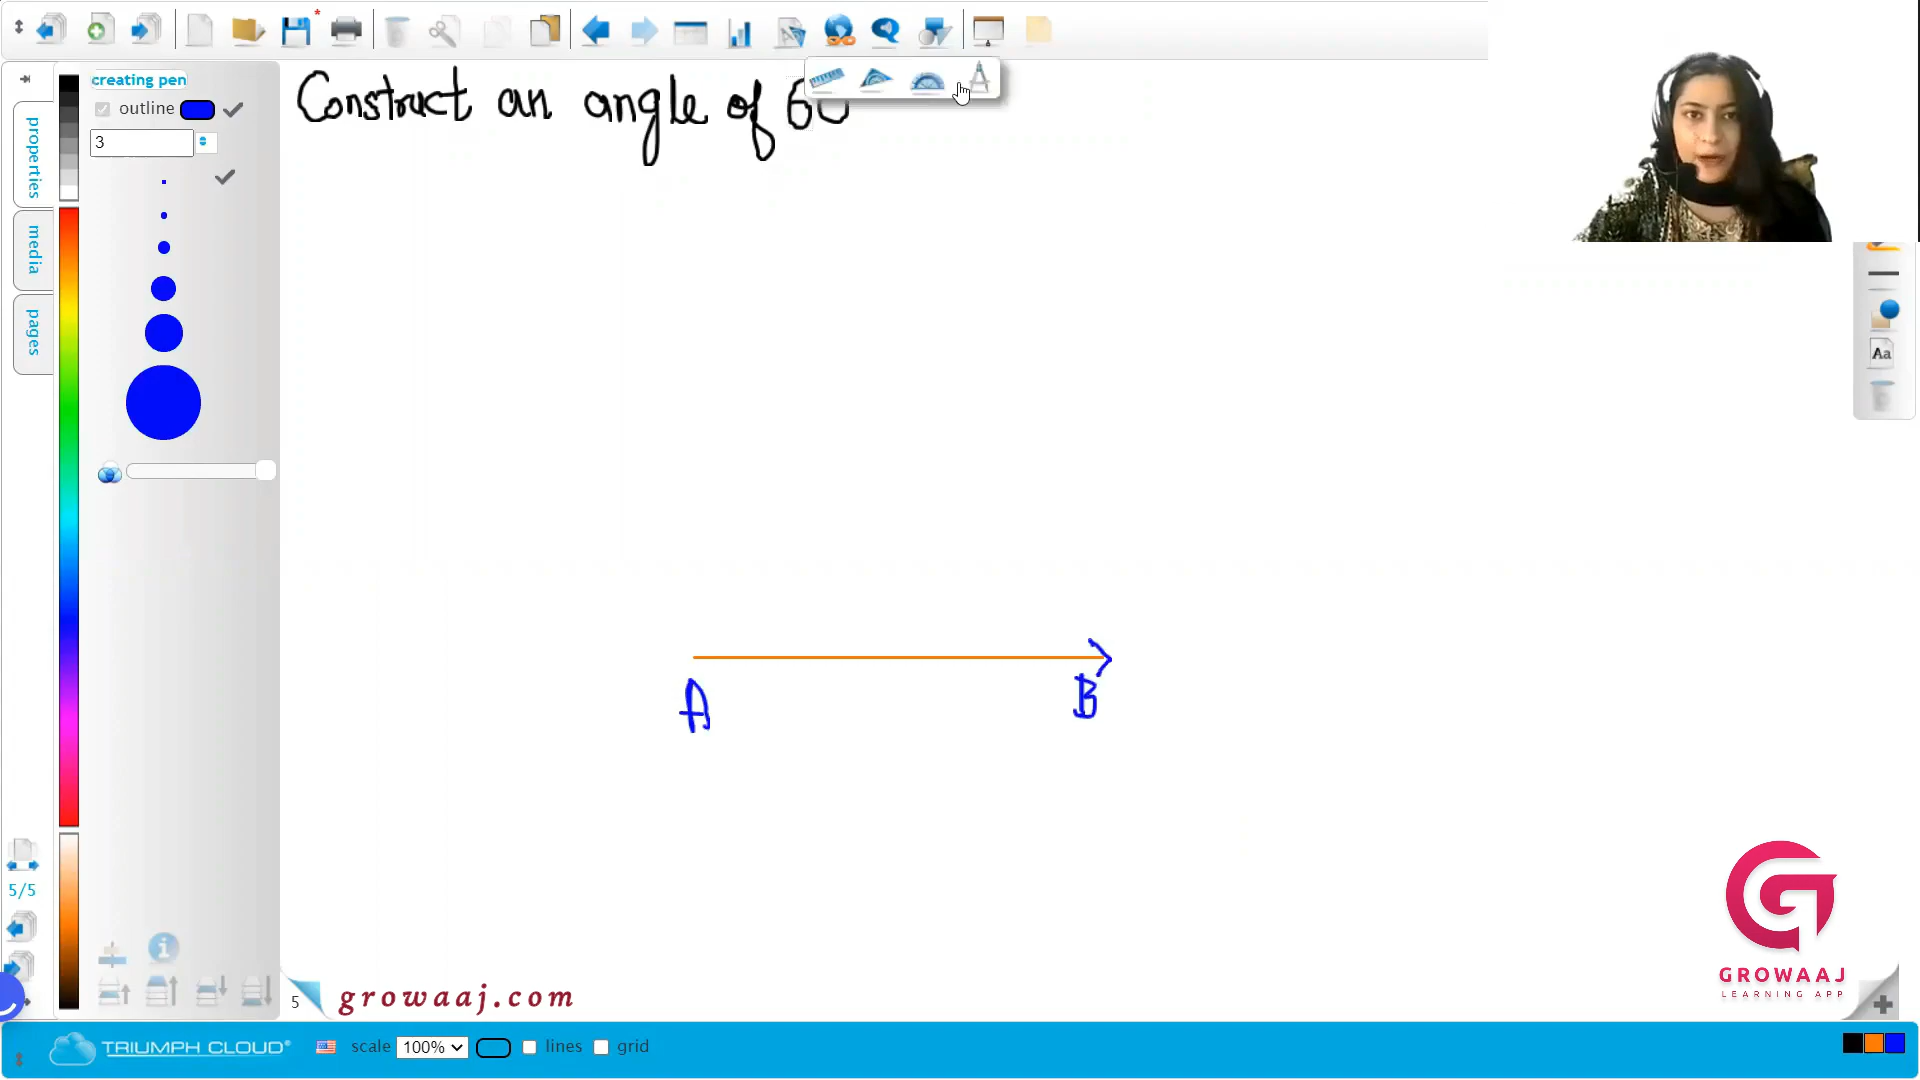 creating pen
outline
3
properties
media
pages
Construct an angle of 60
Aa
A
B
5/5
5
growaaj.com
GROWAAJ
LEARNING APP
TRIUMPH CLOUD
scale 100% lines grid